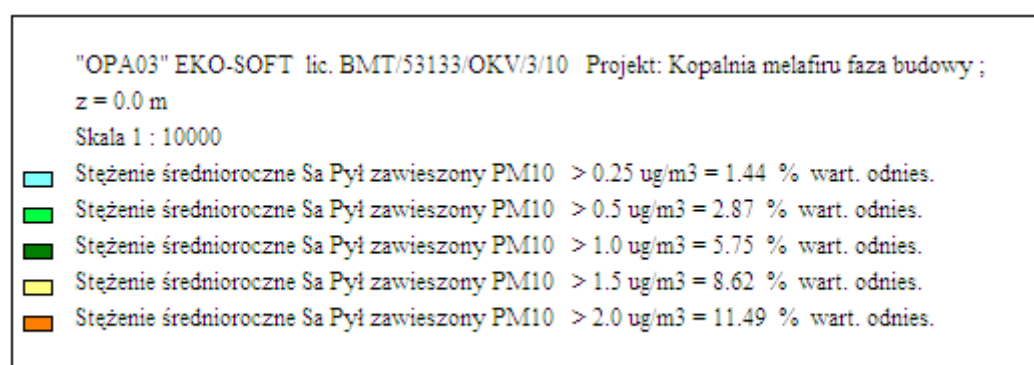 "OPA03" EKO-SOFT lic. BMT/53133/OKV/3/10 Projekt: Kopalnia melafiru faza budowy ;
z = 0.0 m
Skala 1 : 10000
Stężenie średnioroczne Sa Pył zawieszony PM10 > 0.25 ug/m3 = 1.44 % wart. odnies.
Stężenie średnioroczne Sa Pył zawieszony PM10 > 0.5 ug/m3 = 2.87 % wart. odnies.
Stężenie średnioroczne Sa Pył zawieszony PM10 > 1.0 ug/m3 = 5.75 % wart. odnies.
Stężenie średnioroczne Sa Pył zawieszony PM10 > 1.5 ug/m3 = 8.62 % wart. odnies.
Stężenie średnioroczne Sa Pył zawieszony PM10 > 2.0 ug/m3 = 11.49 % wart. odnies.